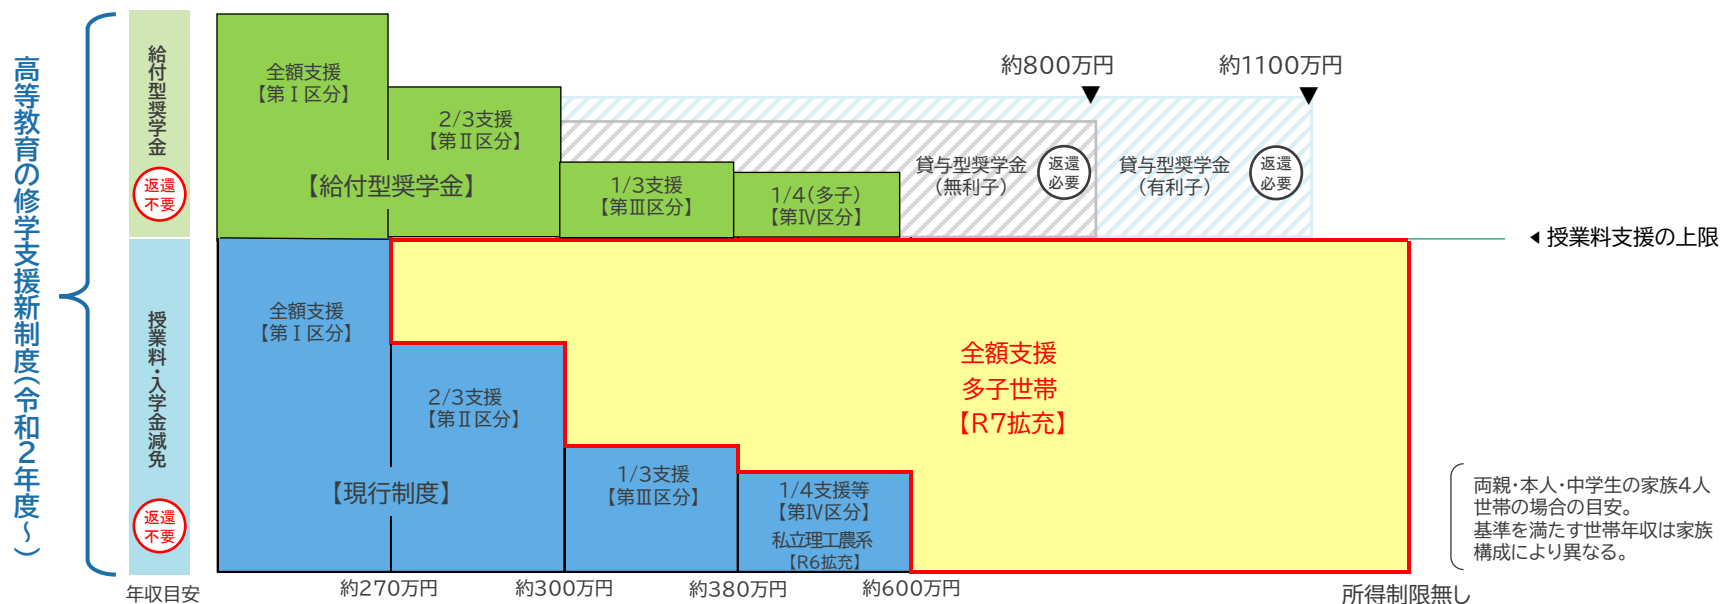 高等教育の修学支援新制度(令和2年度~)
給付型奨学金
返還
不要
授業料・入学金減免
返還
不要
年収目安
全額支援
【第Ⅰ区分】
2/3支援
【第Ⅱ区分】
【給付型奨学金】
1/3支援
【第Ⅲ区分】
1/4(多子)
【第Ⅳ区分】
約800万円
約1100万円
貸与型奨学金
(無利子)
返還
必要
貸与型奨学金
(有利子)
返還
必要
◀授業料支援の上限
全額支援
【第Ⅰ区分】
2/3支援
【第Ⅱ区分】
【現行制度】
1/3支援
【第Ⅲ区分】
1/4支援等
【第Ⅳ区分】
私立理工農系
【R6拡充】
全額支援
多子世帯
【R7拡充】
両親・本人・中学生の家族4人
世帯の場合の目安。
基準を満たす世帯年収は家族
構成により異なる。
約270万円
約300万円
約380万円
約600万円
所得制限無し